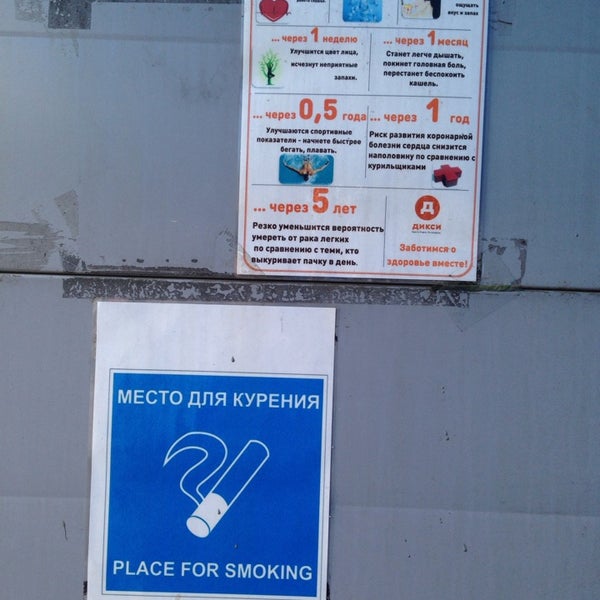 ощущать
вкус и запах
... через 1 неделю
Улучшится цвет лица,
исчезнут неприятные
запахи.
... через 1 месяц
Станет легче дышать,
покинет головная боль,
перестанет беспокоить
кашель.
... через 0,5 года
Улучшаются спортивные
показатели - начнете быстрее
бегать, плавать.
... через 1 год
Риск развития коронарной
болезни сердца снизится
наполовину по сравнению с
курильщиками
... через 5 лет
Резко уменьшится вероятность
умереть от рака легких
по сравнению с теми, кто
выкуривает пачку в день.
Д
ДИКСИ
Заботимся о
здоровье вместе!
МЕСТО ДЛЯ КУРЕНИЯ
PLACE FOR SMOKING